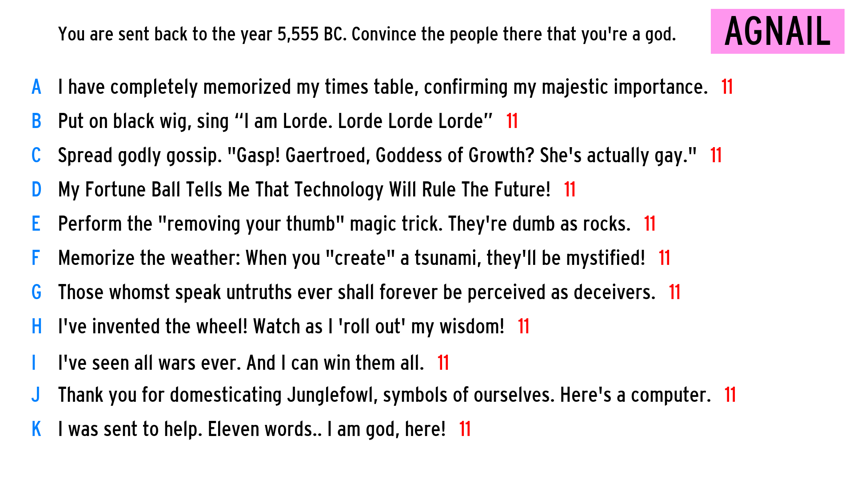 You are sent back to the year 5,555 BC. Convince the people there that you're a god.
AGNAIL
A I have completely memorized my times table, confirming my majestic importance. 11
B Put on black wig, sing “I am Lorde. Lorde Lorde Lorde” 11
C Spread godly gossip. "Gasp! Gaertroed, Goddess of Growth? She's actually gay." 11
D My Fortune Ball Tells Me That Technology Will Rule The Future! 11
E Perform the "removing your thumb" magic trick. They're dumb as rocks. 11
F Memorize the weather: When you "create" a tsunami, they'll be mystified! 11
G Those whomst speak untruths ever shall forever be perceived as deceivers. 11
H I've invented the wheel! Watch as I 'roll out' my wisdom! 11
I I've seen all wars ever. And I can win them all. 11
J Thank you for domesticating Junglefowl, symbols of ourselves. Here's a computer. 11
K I was sent to help. Eleven words.. I am god, here! 11